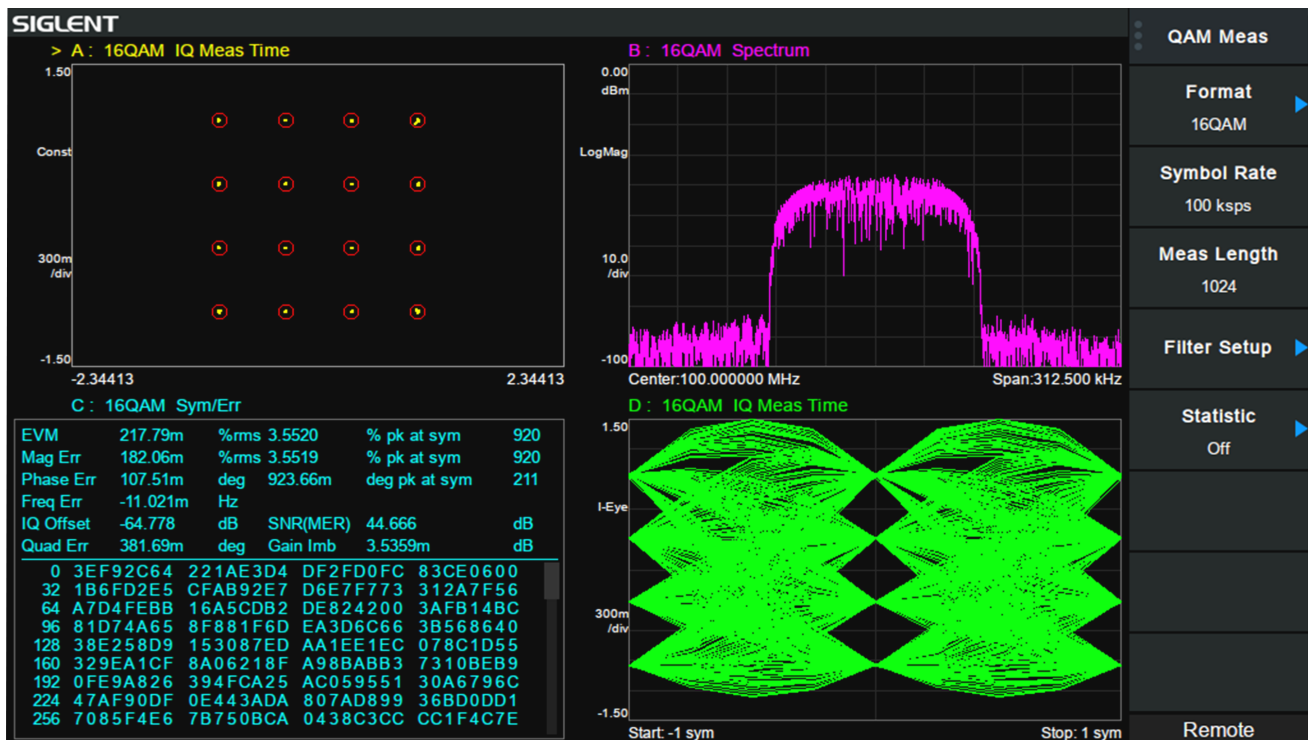 SIGLENT
> A : 16QAM IQ Meas Time
1.50
Const
300m
/div
-1.50
-2.34413 2.34413
B : 16QAM Spectrum
0.00
dBm
LogMag
10.0
/div
-100
Center:100.000000 MHz Span:312.500 kHz
C : 16QAM Sym/Err
EVM 217.79m %rms 3.5520 % pk at sym 920
Mag Err 182.06m %rms 3.5519 % pk at sym 920
Phase Err 107.51m deg 923.66m deg pk at sym 211
Freq Err -11.021m Hz
IQ Offset -64.778 dB SNR(MER) 44.666 dB
Quad Err 381.69m deg Gain Imb 3.5359m dB
0 3EF92C64 221AE3D4 DF2FD0FC 83CE0600
32 1B6FD2E5 CFAB92E7 D6E7F773 312A7F56
64 A7D4FEBB 16A5CDB2 DE824200 3AFB14BC
96 81D74A65 8F881F6D EA3D6C66 3B568640
128 38E258D9 153087ED AA1EE1EC 078C1D55
160 329EA1CF 8A06218F A98BABB3 7310BEB9
192 0FE9A826 394FCA25 AC059551 30A6796C
224 47AF90DF 0E443ADA 807AD899 36BD0DD1
256 7085F4E6 7B750BCA 0438C3CC CC1F4C7E
D : 16QAM IQ Meas Time
1.50
I-Eye
300m
/div
-1.50
Start: -1 sym Stop: 1 sym
QAM Meas
Format
16QAM
Symbol Rate
100 ksps
Meas Length
1024
Filter Setup
Statistic
Off
Remote